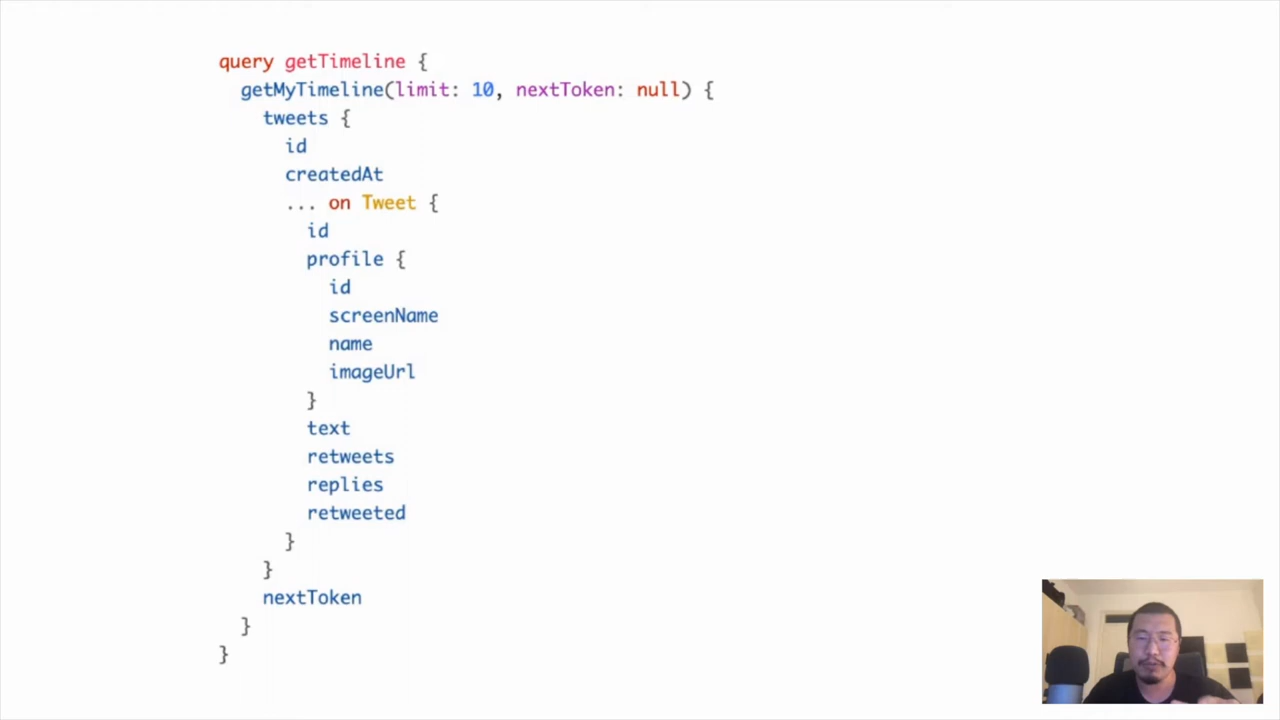 query getTimeline {
getMyTimeline(limit: 10, nextToken: null) {
tweets {
id
createdAt
... on Tweet {
id
profile {
id
screenName
name
imageUrl
}
text
retweets
replies
retweeted
}
}
nextToken
}
}